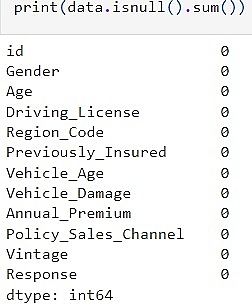 print(data.isnull().sum())
id 0
Gender 0
Age 0
Driving_License 0
Region_Code 0
Previously_Insured 0
Vehicle_Age 0
Vehicle_Damage 0
Annual_Premium 0
Policy_Sales_Channel 0
Vintage 0
Response 0
dtype: int64